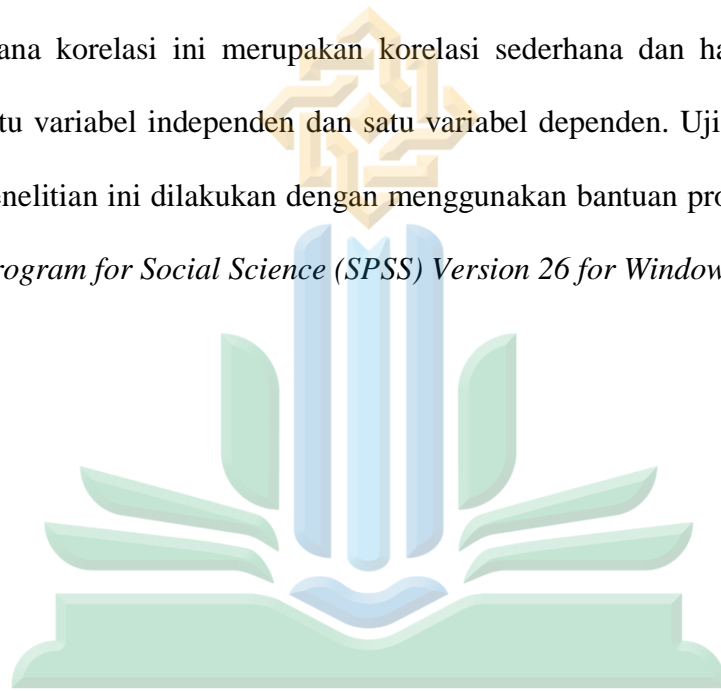 ana korelasi ini merupakan korelasi sederhana dan ha
tu variabel independen dan satu variabel dependen. Uji
enelitian ini dilakukan dengan menggunakan bantuan pro
rogram for Social Science (SPSS) Version 26 for Window